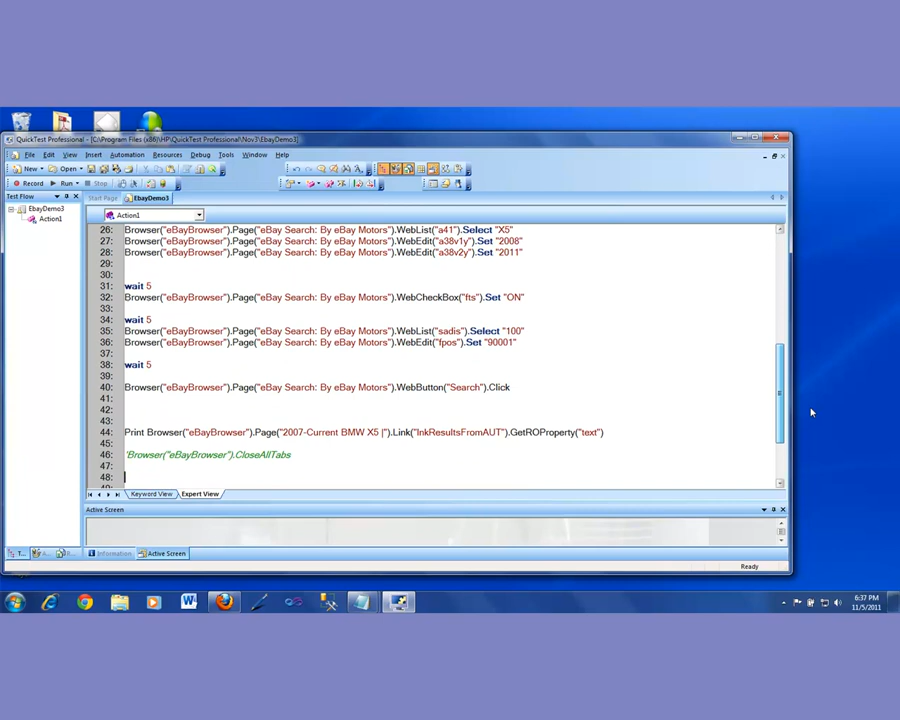 QuickTest Professional - [C:\Program Files (x86)\HP\QuickTest Professional\Nov3\EbayDemo3]
File Edit View Insert Automation Resources Debug Tools Window Help
New Open
Record Run Stop
Test Flow
Start Page EbayDemo3
EbayDemo3
Action1
Action1
26: Browser("eBayBrowser").Page("eBay Search: By eBay Motors").WebList("a41").Select "X5"
27: Browser("eBayBrowser").Page("eBay Search: By eBay Motors").WebEdit("a38v1y").Set "2008"
28: Browser("eBayBrowser").Page("eBay Search: By eBay Motors").WebEdit("a38v2y").Set "2011"
29:
30:
31: wait 5
32: Browser("eBayBrowser").Page("eBay Search: By eBay Motors").WebCheckBox("fts").Set "ON"
33:
34: wait 5
35: Browser("eBayBrowser").Page("eBay Search: By eBay Motors").WebList("sadis").Select "100"
36: Browser("eBayBrowser").Page("eBay Search: By eBay Motors").WebEdit("fpos").Set "90001"
37:
38: wait 5
39:
40: Browser("eBayBrowser").Page("eBay Search: By eBay Motors").WebButton("Search").Click
41:
42:
43:
44: Print Browser("eBayBrowser").Page("2007-Current BMW X5 |").Link("lnkResultsFromAUT").GetROProperty("text")
45:
46: 'Browser("eBayBrowser").CloseAllTabs
47:
48:
Keyword View Expert View
Active Screen
T... A... R... Information Active Screen
Ready
6:37 PM
11/5/2011